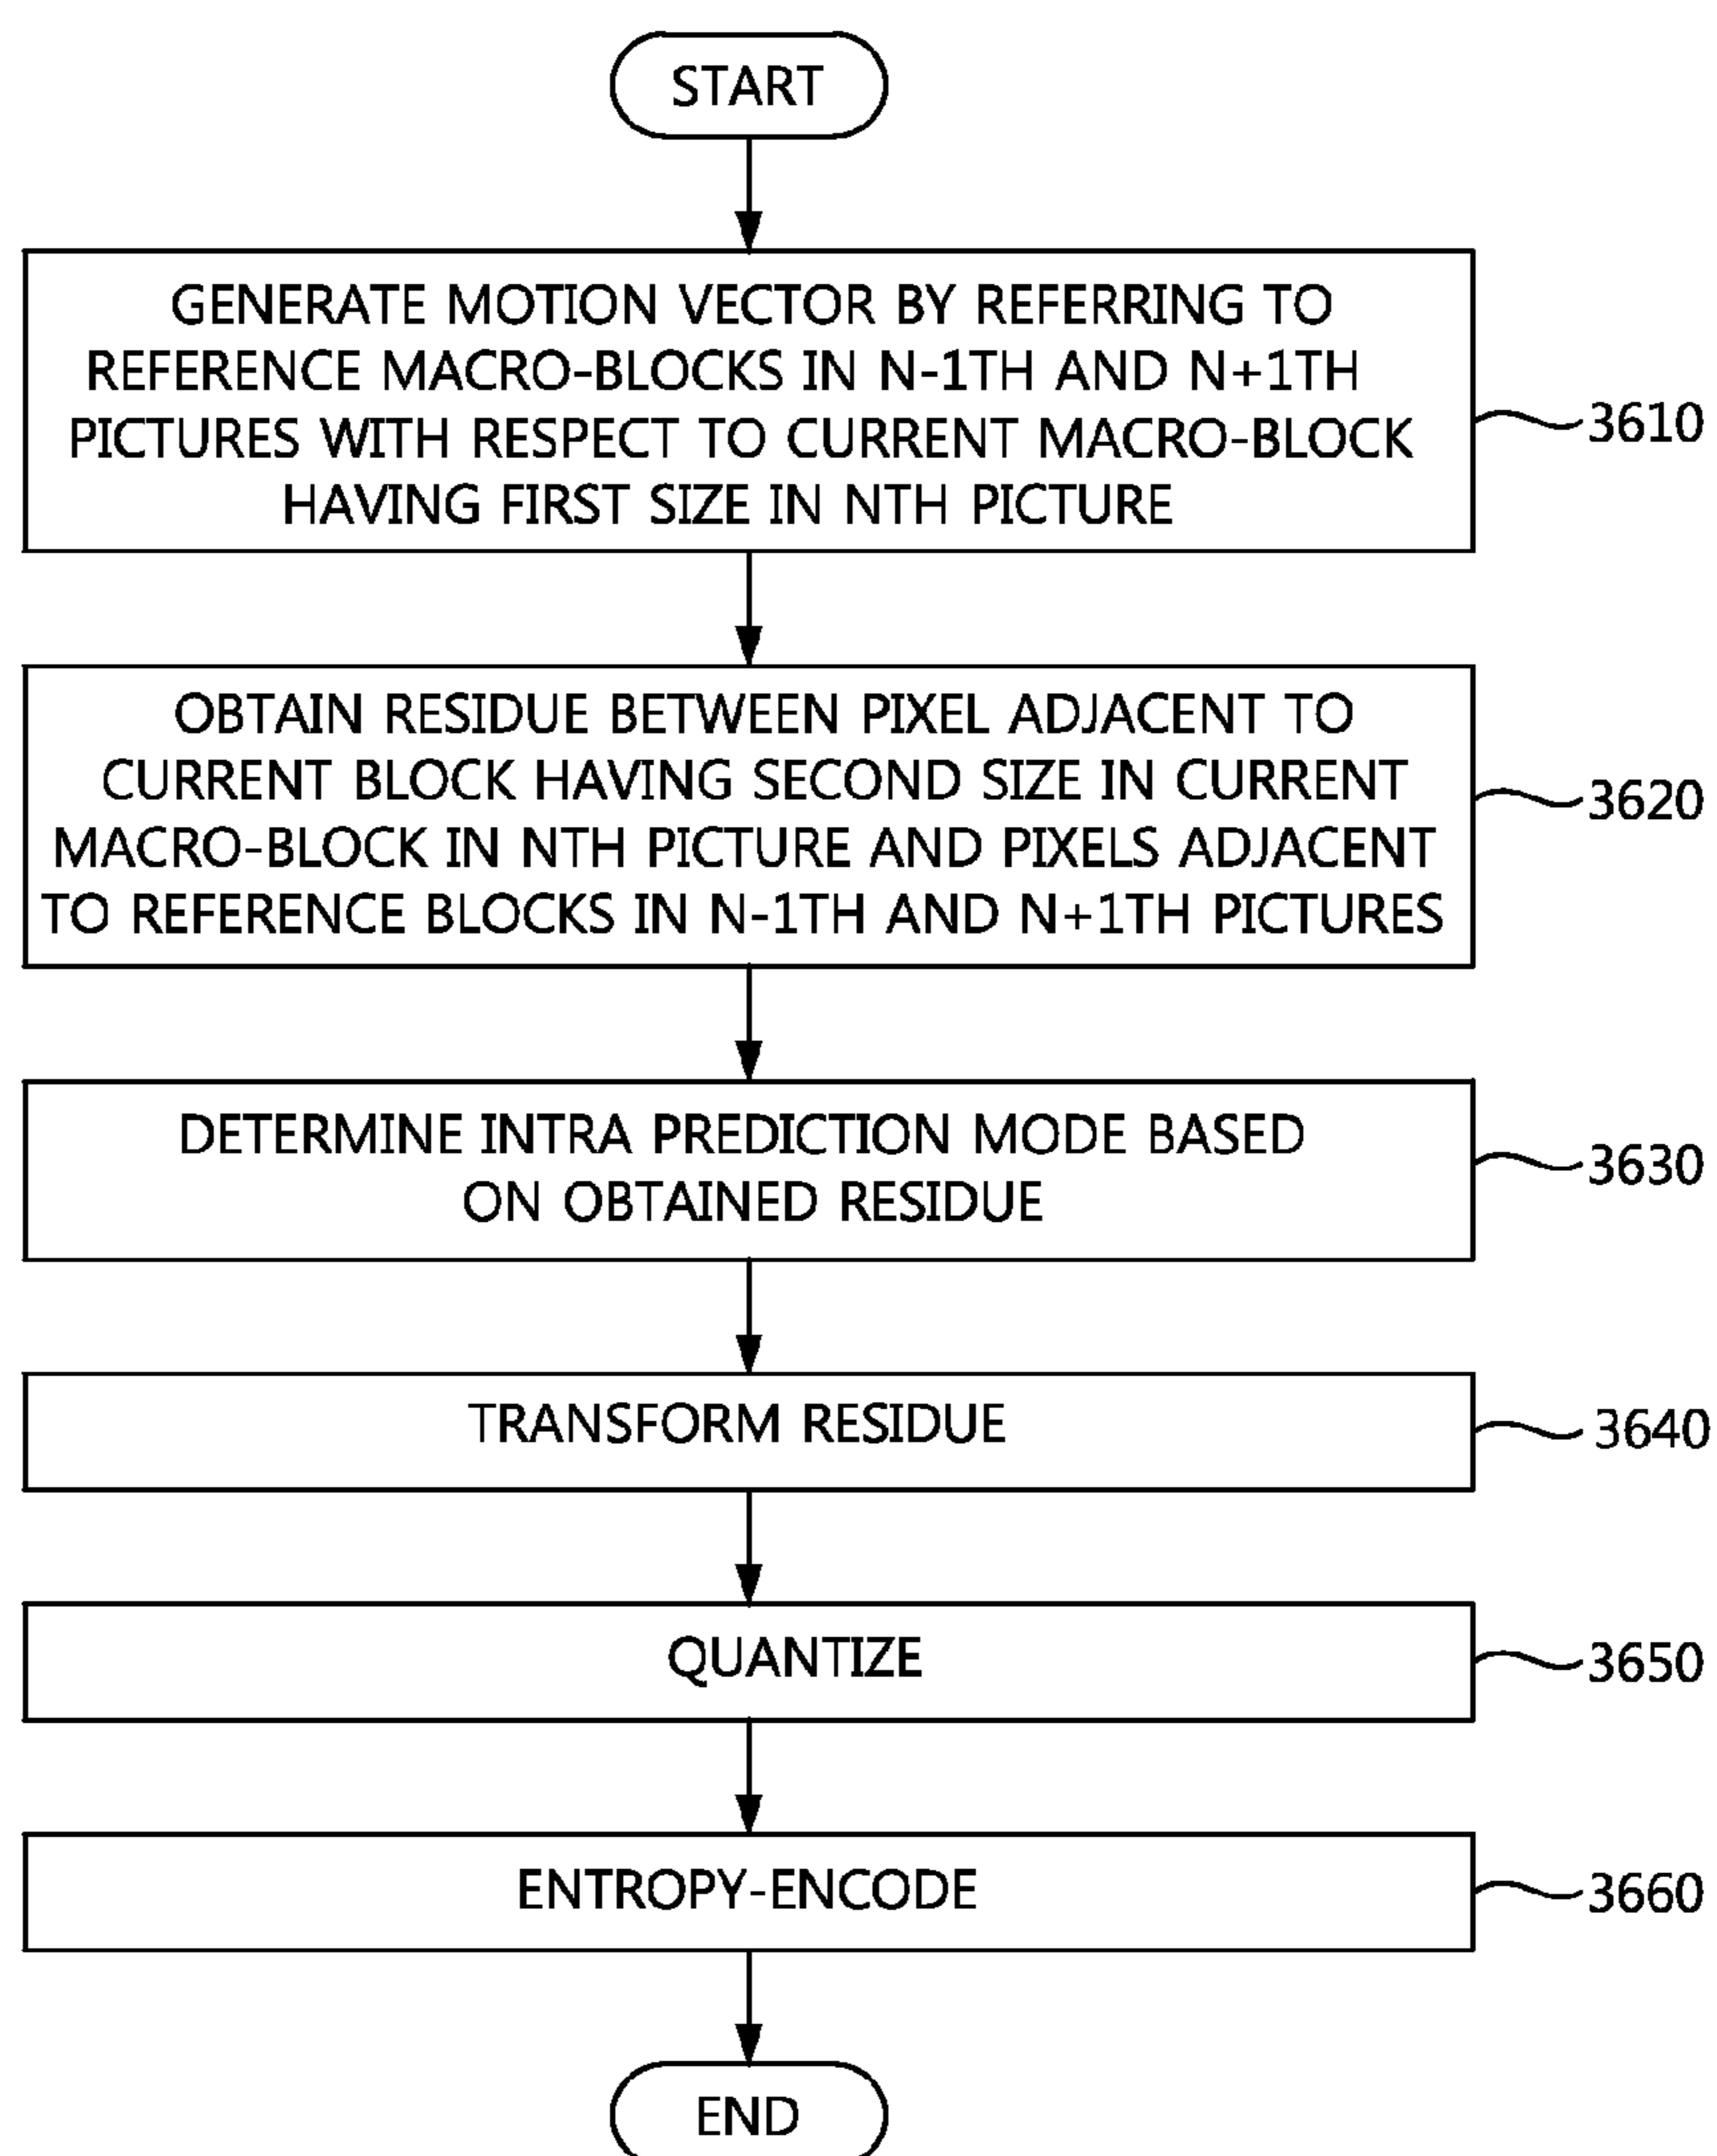 START
GENERATE MOTION VECTOR BY REFERRING TO
REFERENCE MACRO-BLOCKS IN N-1TH AND N+1TH
PICTURES WITH RESPECT TO CURRENT MACRO-BLOCK
HAVING FIRST SIZE IN NTH PICTURE
3610
OBTAIN RESIDUE BETWEEN PIXEL ADJACENT TO
CURRENT BLOCK HAVING SECOND SIZE IN CURRENT
MACRO-BLOCK IN NTH PICTURE AND PIXELS ADJACENT
TO REFERENCE BLOCKS IN N-1TH AND N+1TH PICTURES
3620
DETERMINE INTRA PREDICTION MODE BASED
ON OBTAINED RESIDUE
3630
TRANSFORM RESIDUE
3640
QUANTIZE
3650
ENTROPY-ENCODE
3660
END